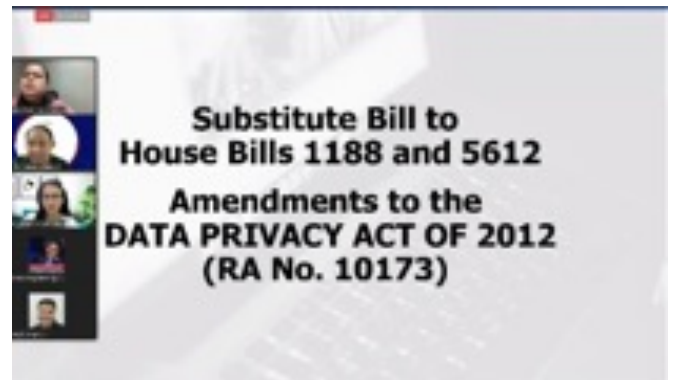 Substitute Bill to
House Bills 1188 and 5612
Amendments to the
DATA PRIVACY ACT OF 2012
(RA No. 10173)